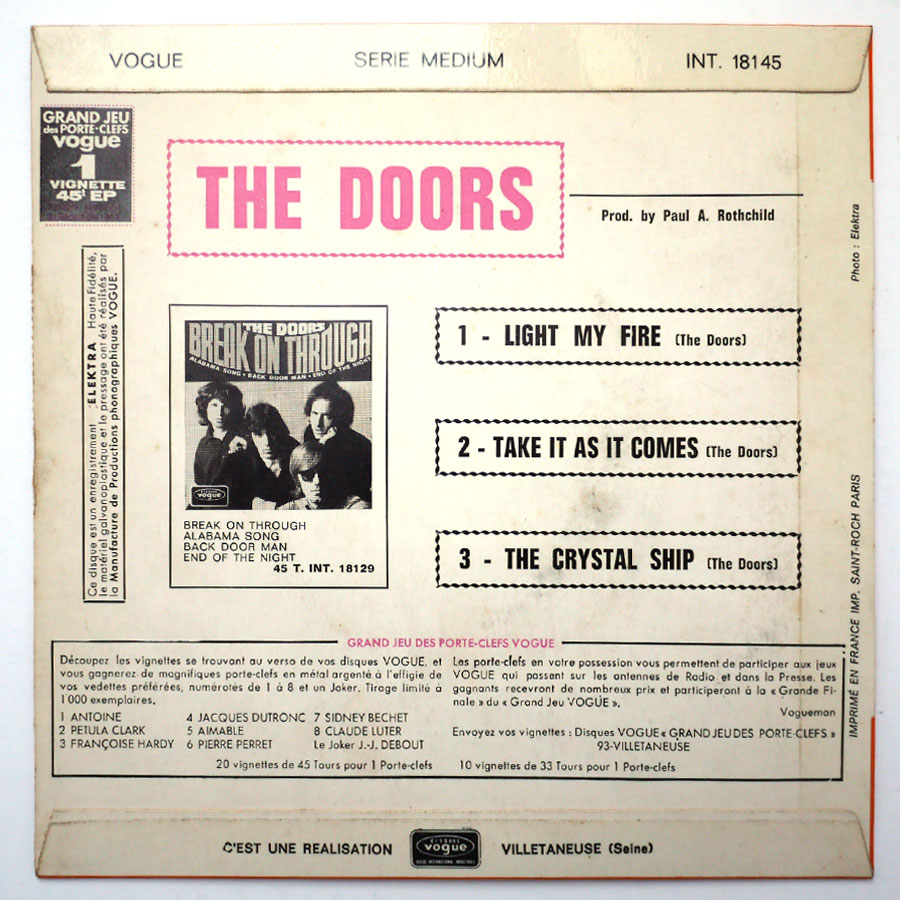 VOGUE SERIE MEDIUM INT. 18145
GRAND JEU
des PORTE-CLEFS
vogue
1
VIGNETTE
45t EP
THE DOORS
Prod. by Paul A. Rothchild
Photo : Elektra
Ce disque est un enregistrement : ELEKTRA Haute Fidélité,
le matériel galvanoplastique et le pressage ont été réalisés par
la Manufacture de Productions phonographiques VOGUE.
THE DOORS
BREAK ON THROUGH
ALABAMA SONG • BACK DOOR MAN • END OF THE NIGHT
vogue
BREAK ON THROUGH
ALABAMA SONG
BACK DOOR MAN
END OF THE NIGHT
45 T. INT. 18129
1 - LIGHT MY FIRE (The Doors)
2 - TAKE IT AS IT COMES (The Doors)
3 - THE CRYSTAL SHIP (The Doors)
IMPRIMÉ EN FRANCE IMP. SAINT-ROCH PARIS
GRAND JEU DES PORTE-CLEFS VOGUE
Découpez les vignettes se trouvant au verso de vos disques VOGUE, et
vous gagnerez de magnifiques porte-clefs en métal argenté à l'effigie de
vos vedettes préférées, numérotés de 1 à 8 et un Joker. Tirage limité à
1'000 exemplaires.
1 ANTOINE 4 JACQUES DUTRONC 7 SIDNEY BECHET
2 PETULA CLARK 5 AIMABLE 8 CLAUDE LUTER
3 FRANÇOISE HARDY 6 PIERRE PERRET Le Joker J.-J. DEBOUT
20 vignettes de 45 Tours pour 1 Porte-clefs
Les porte-clefs en votre possession vous permettent de participer aux jeux
VOGUE qui passent sur les antennes de Radio et dans la Presse. Les
gagnants recevront de nombreux prix et participeront à la « Grande Fi-
nale » du « Grand Jeu VOGUE ».
Vogueman
Envoyez vos vignettes : Disques VOGUE « GRAND JEU DES PORTE-CLEFS »
93-VILLETANEUSE
10 vignettes de 33 Tours pour 1 Porte-clefs
C'EST UNE REALISATION
DISQUES
vogue
VOGUE INTERNATIONAL INDUSTRIES
VILLETANEUSE (Seine)